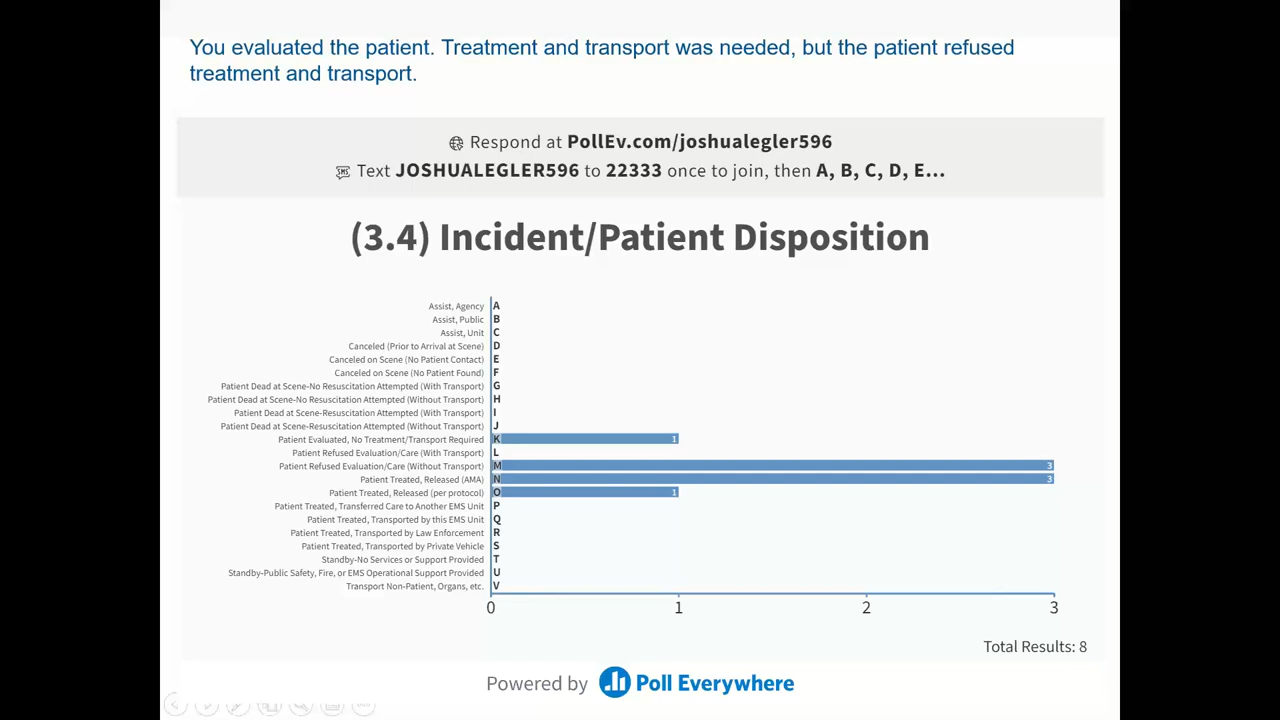 You evaluated the patient. Treatment and transport was needed, but the patient refused
treatment and transport.
Respond at PollEv.com/joshualegler596
SMS Text JOSHUALEGLER596 to 22333 once to join, then A, B, C, D, E...
(3.4) Incident/Patient Disposition
Assist, Agency A
Assist, Public B
Assist, Unit C
Canceled (Prior to Arrival at Scene) D
Canceled on Scene (No Patient Contact) E
Canceled on Scene (No Patient Found) F
Patient Dead at Scene-No Resuscitation Attempted (With Transport) G
Patient Dead at Scene-No Resuscitation Attempted (Without Transport) H
Patient Dead at Scene-Resuscitation Attempted (With Transport) I
Patient Dead at Scene-Resuscitation Attempted (Without Transport) J
Patient Evaluated, No Treatment/Transport Required K 1
Patient Refused Evaluation/Care (With Transport) L
Patient Refused Evaluation/Care (Without Transport) M 3
Patient Treated, Released (AMA) N 3
Patient Treated, Released (per protocol) O 1
Patient Treated, Transferred Care to Another EMS Unit P
Patient Treated, Transported by this EMS Unit Q
Patient Treated, Transported by Law Enforcement R
Patient Treated, Transported by Private Vehicle S
Standby-No Services or Support Provided T
Standby-Public Safety, Fire, or EMS Operational Support Provided U
Transport Non-Patient, Organs, etc. V
0 1 2 3
Total Results: 8
Powered by Poll Everywhere